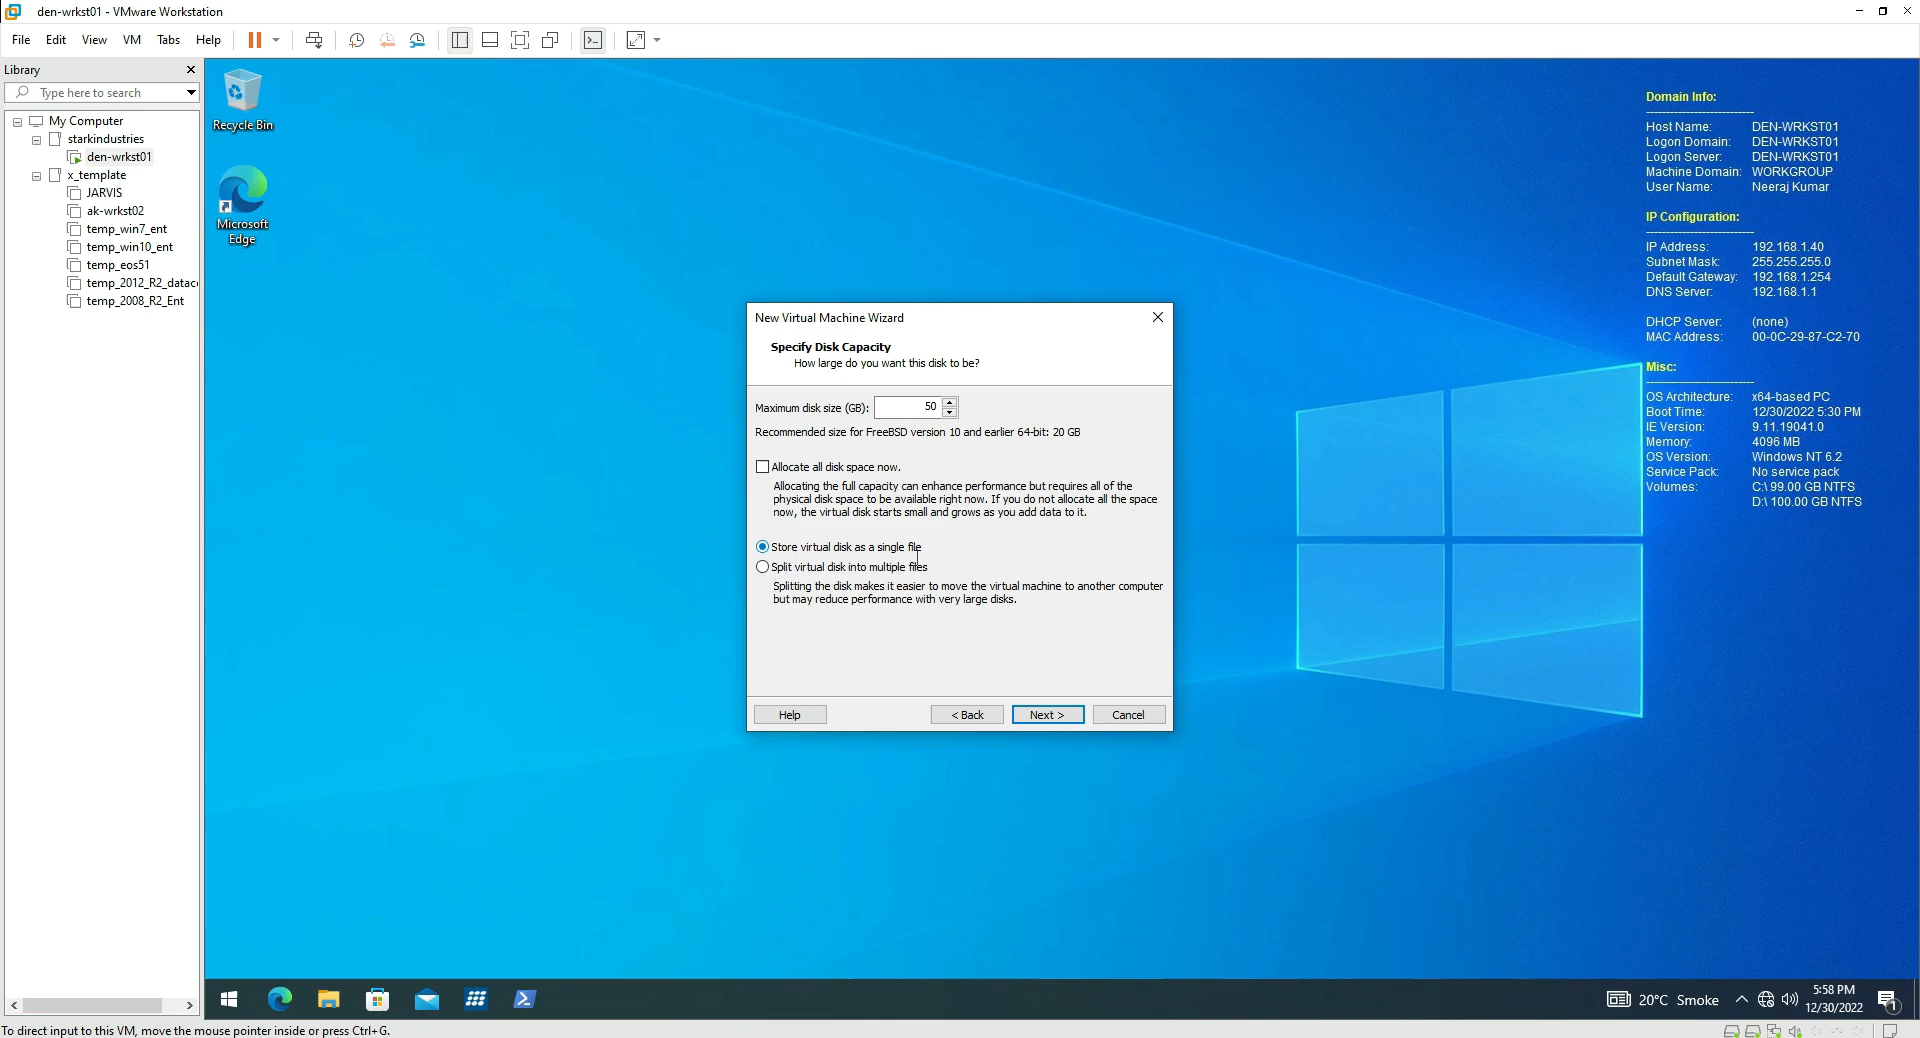 den-wrkst01 - VMware Workstation
File Edit View VM Tabs Help
Library
Type here to search
My Computer
starkindustries
den-wrkst01
x_template
JARVIS
ak-wrkst02
temp_win7_ent
temp_win10_ent
temp_eos51
temp_2012_R2_datac
temp_2008_R2_Ent
Recycle Bin
Microsoft
Edge
Domain Info:
Host Name: DEN-WRKST01
Logon Domain: DEN-WRKST01
Logon Server: DEN-WRKST01
Machine Domain: WORKGROUP
User Name: Neeraj Kumar
IP Configuration:
IP Address: 192.168.1.40
Subnet Mask: 255.255.255.0
Default Gateway: 192.168.1.254
DNS Server: 192.168.1.1
DHCP Server: (none)
MAC Address: 00-0C-29-87-C2-70
Misc:
OS Architecture: x64-based PC
Boot Time: 12/30/2022 5:30 PM
IE Version: 9.11.19041.0
Memory: 4096 MB
OS Version: Windows NT 6.2
Service Pack: No service pack
Volumes: C:\ 99.00 GB NTFS
D:\ 100.00 GB NTFS
New Virtual Machine Wizard
Specify Disk Capacity
How large do you want this disk to be?
Maximum disk size (GB): 50
Recommended size for FreeBSD version 10 and earlier 64-bit: 20 GB
Allocate all disk space now.
Allocating the full capacity can enhance performance but requires all of the
physical disk space to be available right now. If you do not allocate all the space
now, the virtual disk starts small and grows as you add data to it.
Store virtual disk as a single file
Split virtual disk into multiple files
Splitting the disk makes it easier to move the virtual machine to another computer
but may reduce performance with very large disks.
Help < Back Next > Cancel
20°C Smoke
5:58 PM
12/30/2022
1
To direct input to this VM, move the mouse pointer inside or press Ctrl+G.